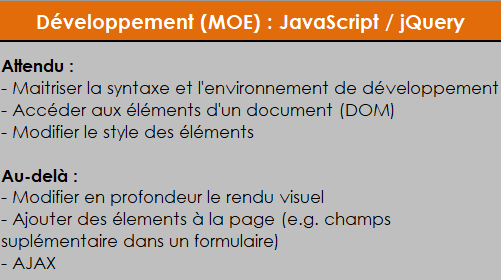 Développement (MOE) : JavaScript / jQuery
Attendu :
- Maitriser la syntaxe et l'environnement de développement
- Accéder aux éléments d'un document (DOM)
- Modifier le style des éléments
Au-delà :
- Modifier en profondeur le rendu visuel
- Ajouter des élements à la page (e.g. champs
suplémentaire dans un formulaire)
- AJAX